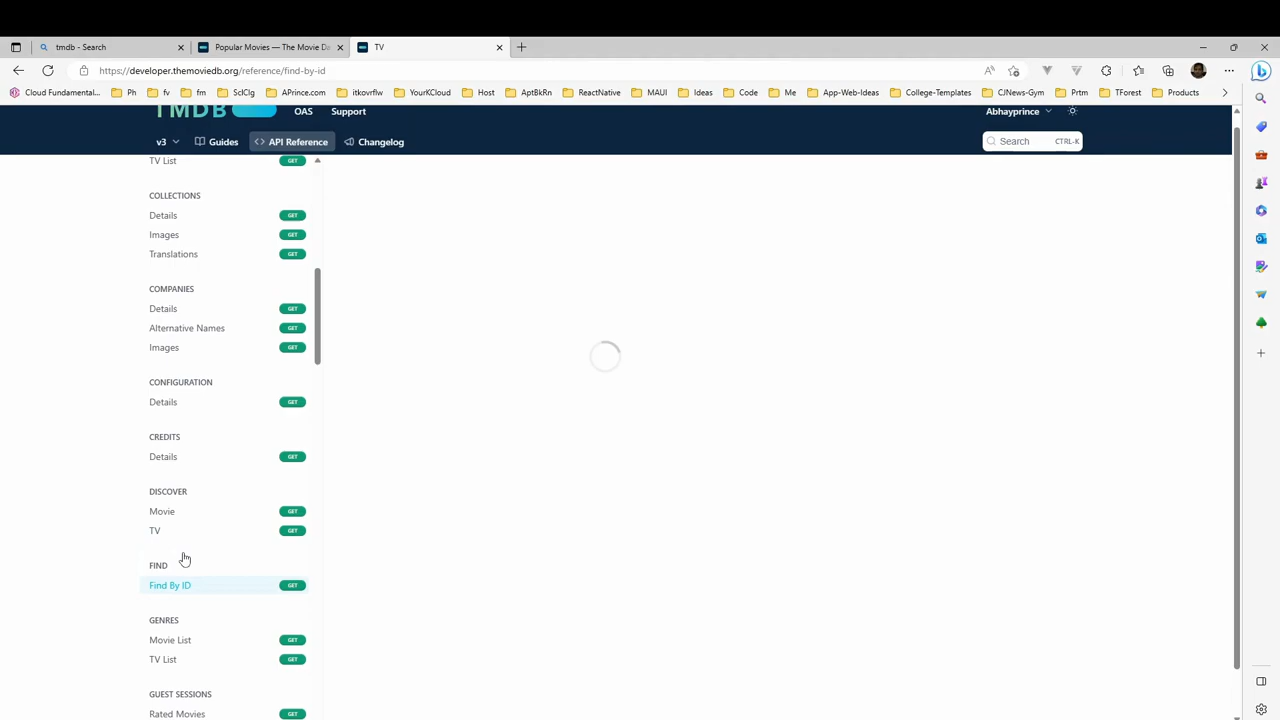 tmdb - Search
Popular Movies — The Movie Da
TV
https://developer.themoviedb.org/reference/find-by-id
Cloud Fundamental...
Ph
fv
fm
SclClg
APrince.com
itkovrfly
YourKCloud
Host
AptBkRn
ReactNative
MAUI
Ideas
Code
Me
App-Web-Ideas
College-Templates
CJNews-Gym
Prtm
TForest
Products
TMDB
OAS
Support
Abhayprince
v3
Guides
<> API Reference
Changelog
Search
CTRL-K
TV List GET
COLLECTIONS
Details GET
Images GET
Translations GET
COMPANIES
Details GET
Alternative Names GET
Images GET
CONFIGURATION
Details GET
CREDITS
Details GET
DISCOVER
Movie GET
TV GET
FIND
Find By ID GET
GENRES
Movie List GET
TV List GET
GUEST SESSIONS
Rated Movies GET